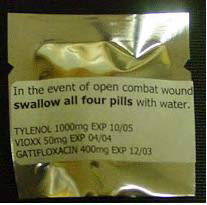 In the event of open combat wound
swallow all four pills with water.
TYLENOL 1000mg EXP 10/05
VIOXX 50mg EXP 04/04
GATIFLOXACIN 400mg EXP 12/03